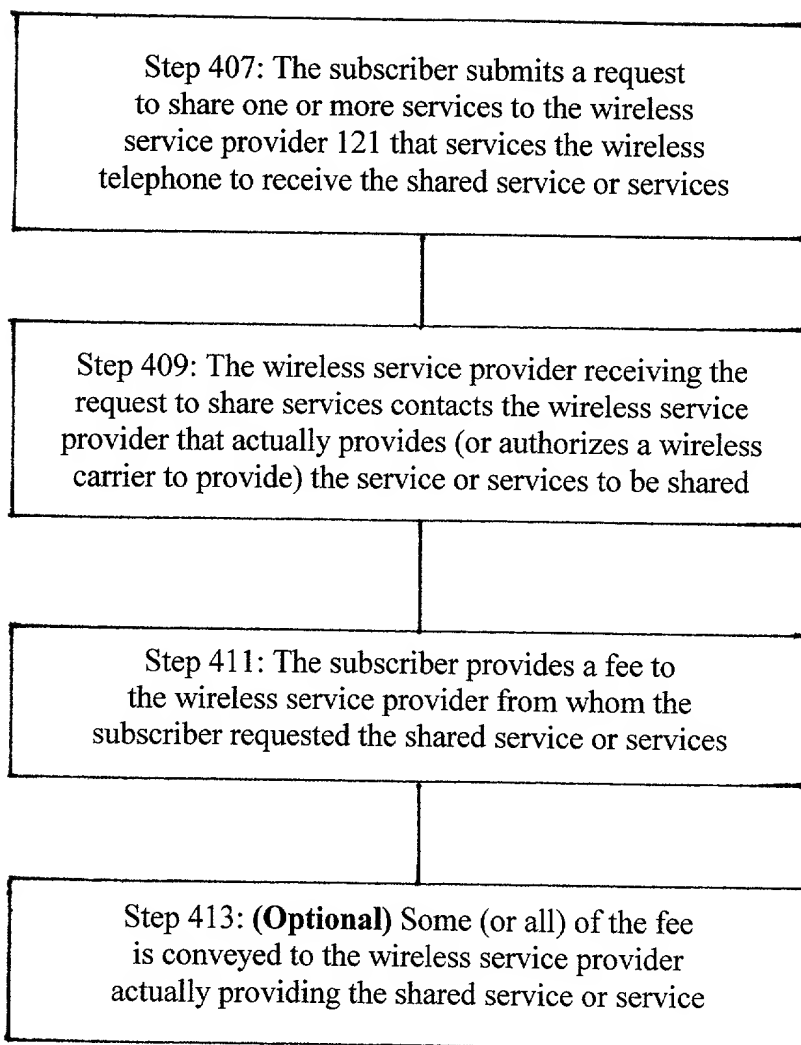 Step 407: The subscriber submits a request
to share one or more services to the wireless
service provider 121 that services the wireless
telephone to receive the shared service or services
Step 409: The wireless service provider receiving the
request to share services contacts the wireless service
provider that actually provides (or authorizes a wireless
carrier to provide) the service or services to be shared
Step 411: The subscriber provides a fee to
the wireless service provider from whom the
subscriber requested the shared service or services
Step 413: (Optional) Some (or all) of the fee
is conveyed to the wireless service provider
actually providing the shared service or service